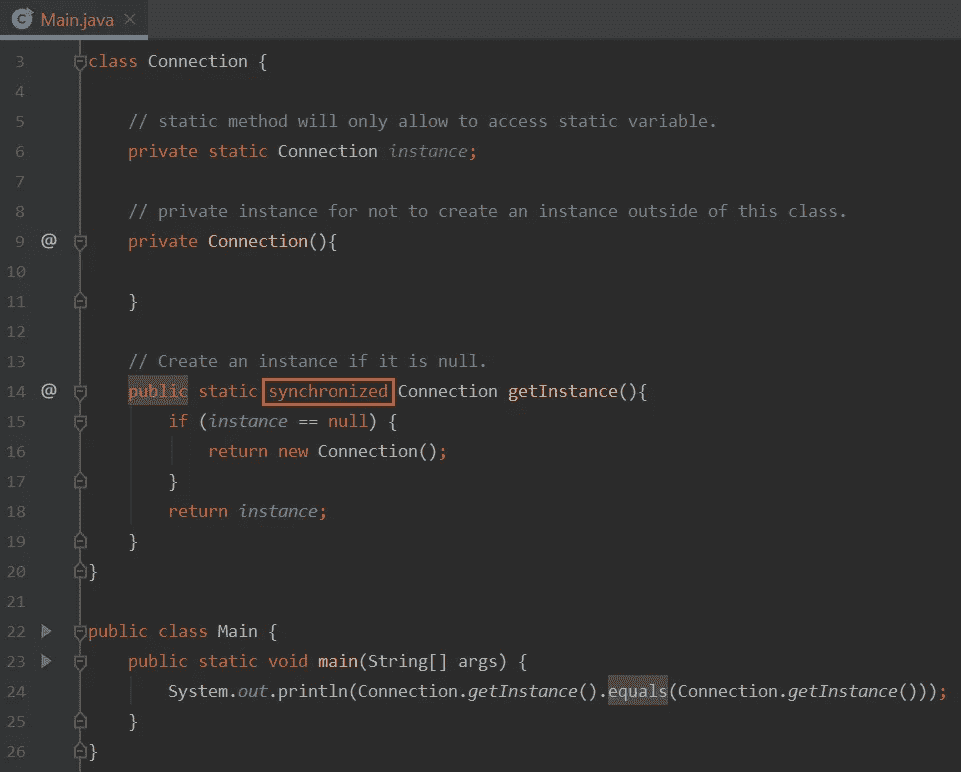 Main.java
3 class Connection {
4
5 // static method will only allow to access static variable.
6 private static Connection instance;
7
8 // private instance for not to create an instance outside of this class.
9 @ private Connection(){
10
11 }
12
13 // Create an instance if it is null.
14 @ public static synchronized Connection getInstance(){
15 if (instance == null) {
16 return new Connection();
17 }
18 return instance;
19 }
20 }
21
22 public class Main {
23 public static void main(String[] args) {
24 System.out.println(Connection.getInstance().equals(Connection.getInstance()));
25 }
26 }